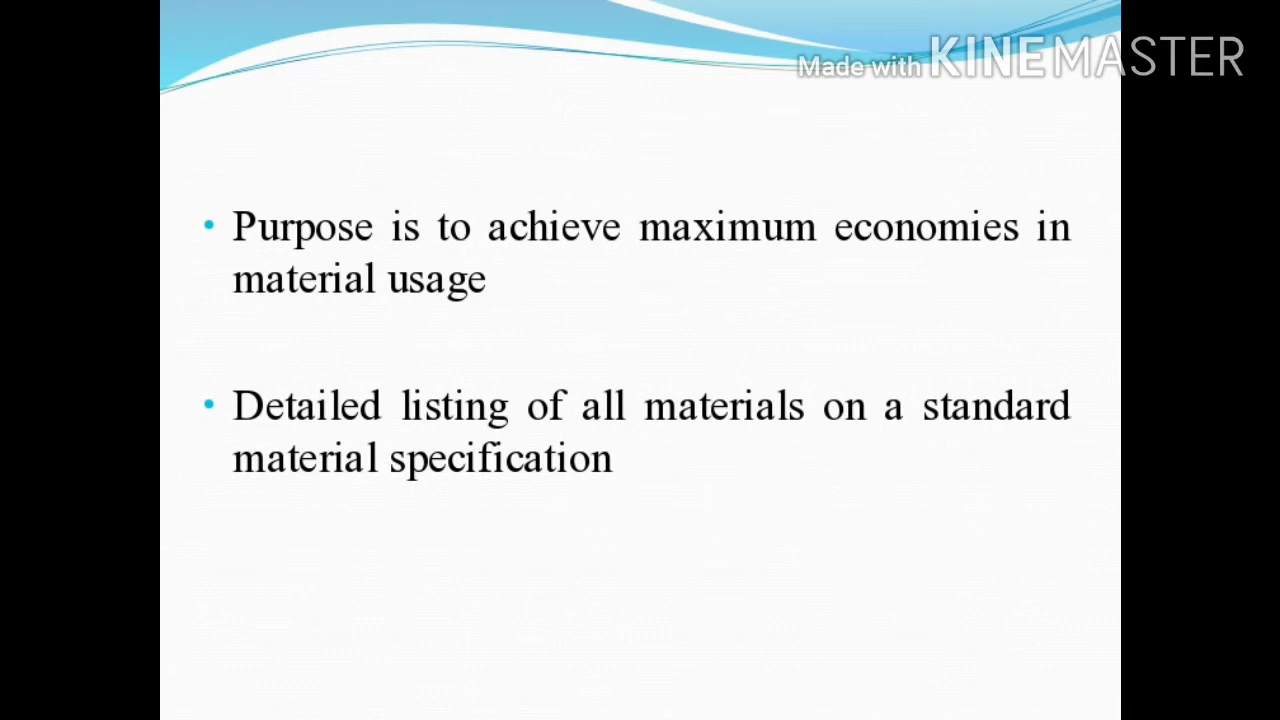 Made with KINEMASTER
• Purpose is to achieve maximum economies in
material usage
• Detailed listing of all materials on a standard
material specification